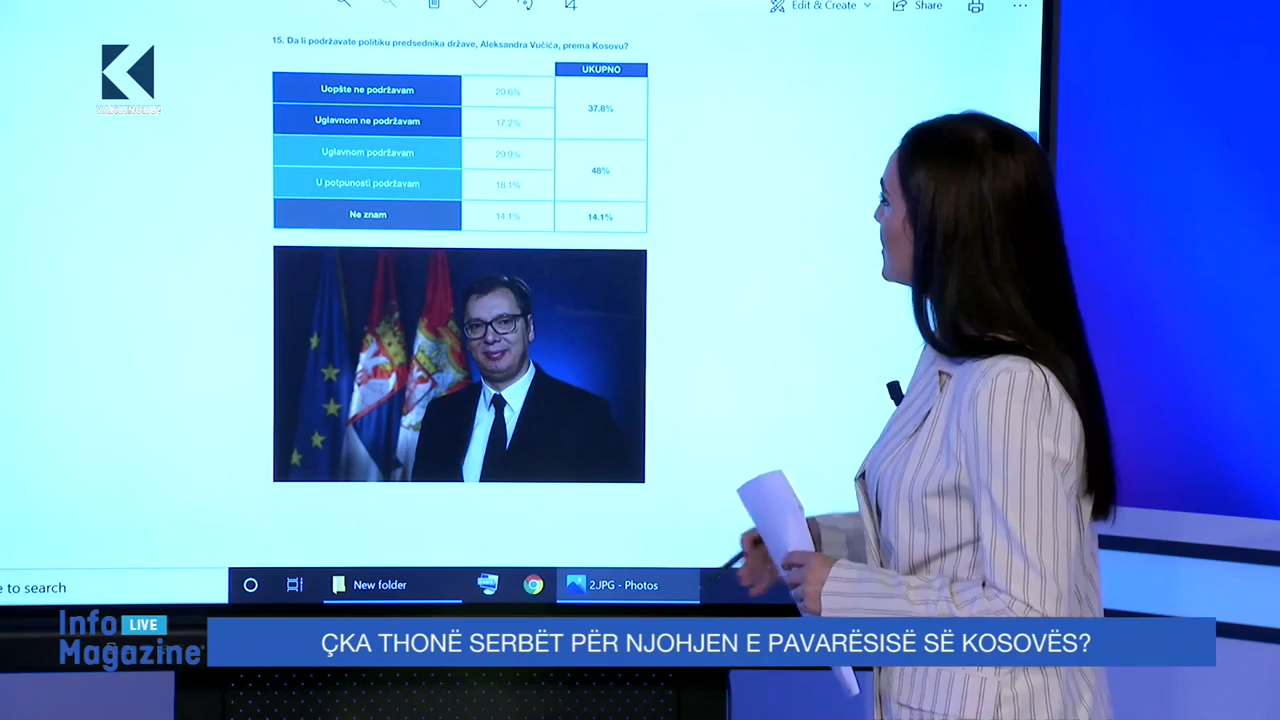 Edit & Create
Share
15. Da li podržavate politiku predsednika države, Aleksandra Vučića, prema Kosovu?
UKUPNO
Uopšte ne podržavam 20.6%
37.8%
Uglavnom ne podržavam 17.2%
Uglavnom podržavam 29.9%
48%
U potpunosti podržavam 18.1%
Ne znam 14.1% 14.1%
e to search
New folder
2.JPG - Photos
Info LIVE
Magazine
ÇKA THONË SERBËT PËR NJOHJEN E PAVARËSISË SË KOSOVËS?